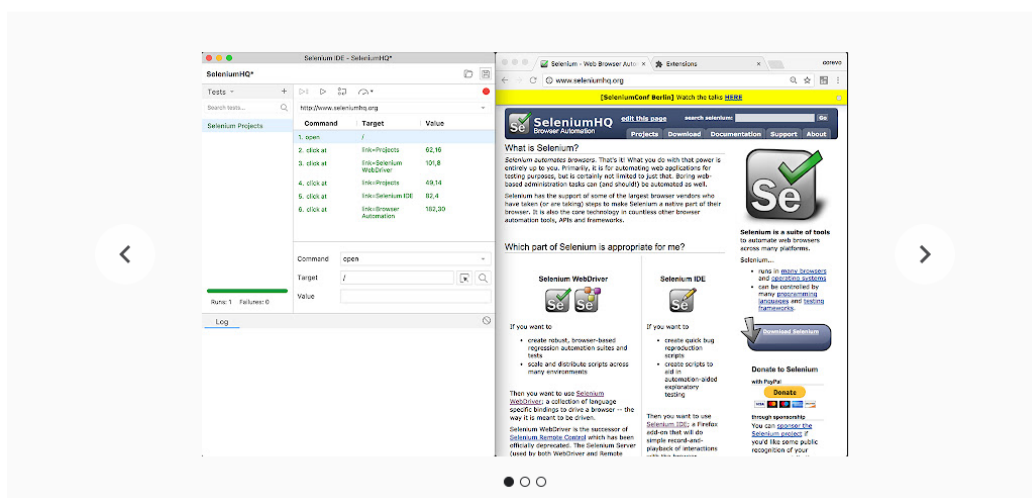 Selenium IDE - SeleniumHQ*
SeleniumHQ*
Tests
Search tests...
Selenium Projects
http://www.seleniumhq.org
Command Target Value
1. open /
2. click at link=Projects 62,16
3. click at link=Selenium WebDriver 101,8
4. click at link=Projects 49,14
5. click at link=Selenium IDE 62,4
6. click at link=Browser Automation 182,30
Command open
Target /
Value
Runs: 1 Failures: 0
Log
Selenium - Web Browser Auto
Extensions
www.seleniumhq.org
[SeleniumConf Berlin] Watch the talks HERE
SeleniumHQ
Browser Automation
edit this page
search selenium:
Go
Projects Download Documentation Support About
What is Selenium?
Selenium automates browsers. That's it! What you do with that power is
entirely up to you. Primarily, it is for automating web applications for
testing purposes, but is certainly not limited to just that. Boring web-
based administration tasks can (and should!) be automated as well.
Selenium has the support of some of the largest browser vendors who
have taken (or are taking) steps to make Selenium a native part of their
browser. It is also the core technology in countless other browser
automation tools, APIs and frameworks.
Which part of Selenium is appropriate for me?
Selenium WebDriver
Se Se
If you want to
create robust, browser-based
regression automation suites and
tests
scale and distribute scripts across
many environments
Then you want to use Selenium
WebDriver; a collection of language
specific bindings to drive a browser -- the
way it is meant to be driven.
Selenium WebDriver is the successor of
Selenium Remote Control which has been
officially deprecated. The Selenium Server
(used by both WebDriver and Remote
Selenium IDE
Se
If you want to
create quick bug
reproduction
scripts
create scripts to
aid in
automation-aided
exploratory
testing
Then you want to use
Selenium IDE; a Firefox
add-on that will do
simple record-and-
playback of interactions
with the browser
Se
Selenium is a suite of tools
to automate web browsers
across many platforms.
Selenium...
runs in many browsers
and operating systems
can be controlled by
many programming
languages and testing
frameworks.
Download Selenium
Donate to Selenium
with PayPal
Donate
through sponsorship
You can sponsor the
Selenium project if
you'd like some public
recognition of your